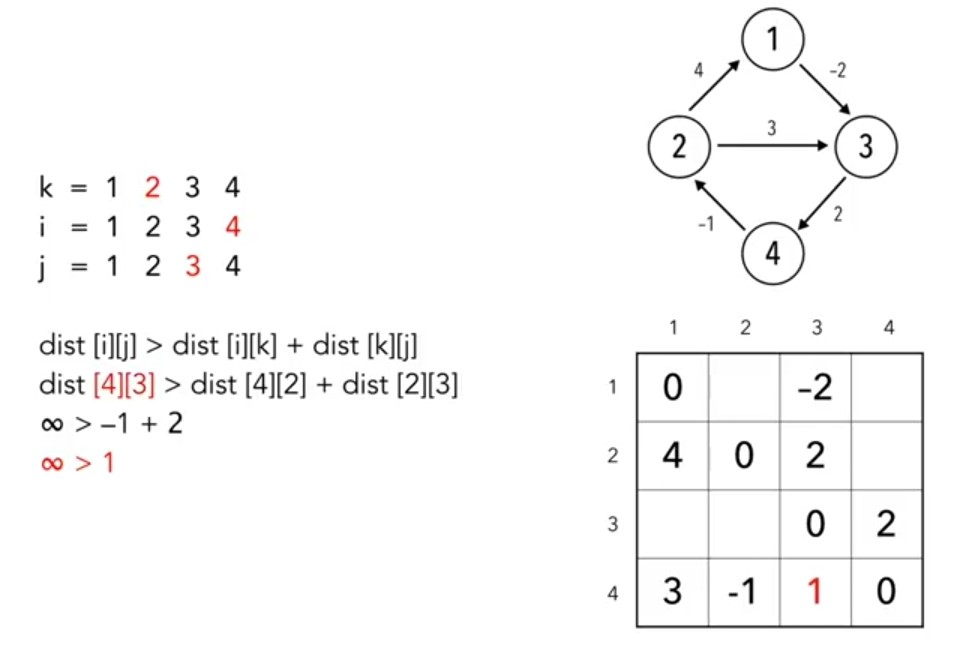 k = 1 2 3 4
i = 1 2 3 4
j = 1 2 3 4
dist [i][j] > dist [i][k] + dist [k][j]
dist [4][3] > dist [4][2] + dist [2][3]
∞ > –1 + 2
∞ > 1
1
4
–2
2
3
3
–1
2
4
1 2 3 4
1 0 -2
2 4 0 2
3 0 2
4 3 -1 1 0